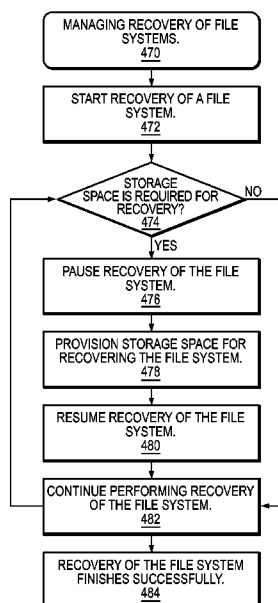 MANAGING RECOVERY OF FILE
SYSTEMS.
470
START RECOVERY OF A FILE
SYSTEM.
472
STORAGE
SPACE IS REQUIRED FOR
RECOVERY?
474
NO
YES
PAUSE RECOVERY OF THE FILE
SYSTEM.
476
PROVISION STORAGE SPACE FOR
RECOVERING THE FILE SYSTEM.
478
RESUME RECOVERY OF THE FILE
SYSTEM.
480
CONTINUE PERFORMING RECOVERY
OF THE FILE SYSTEM.
482
RECOVERY OF THE FILE SYSTEM
FINISHES SUCCESSFULLY.
484